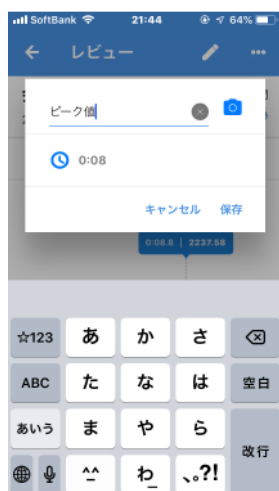 SoftBank 21:44 64%
レビュー
ピーク値
0:08
キャンセル 保存
0:08.8 | 2237.58
☆123 あ か さ
ABC た な は 空白
あいう ま や ら 改行
^^ わ_ 、。?!